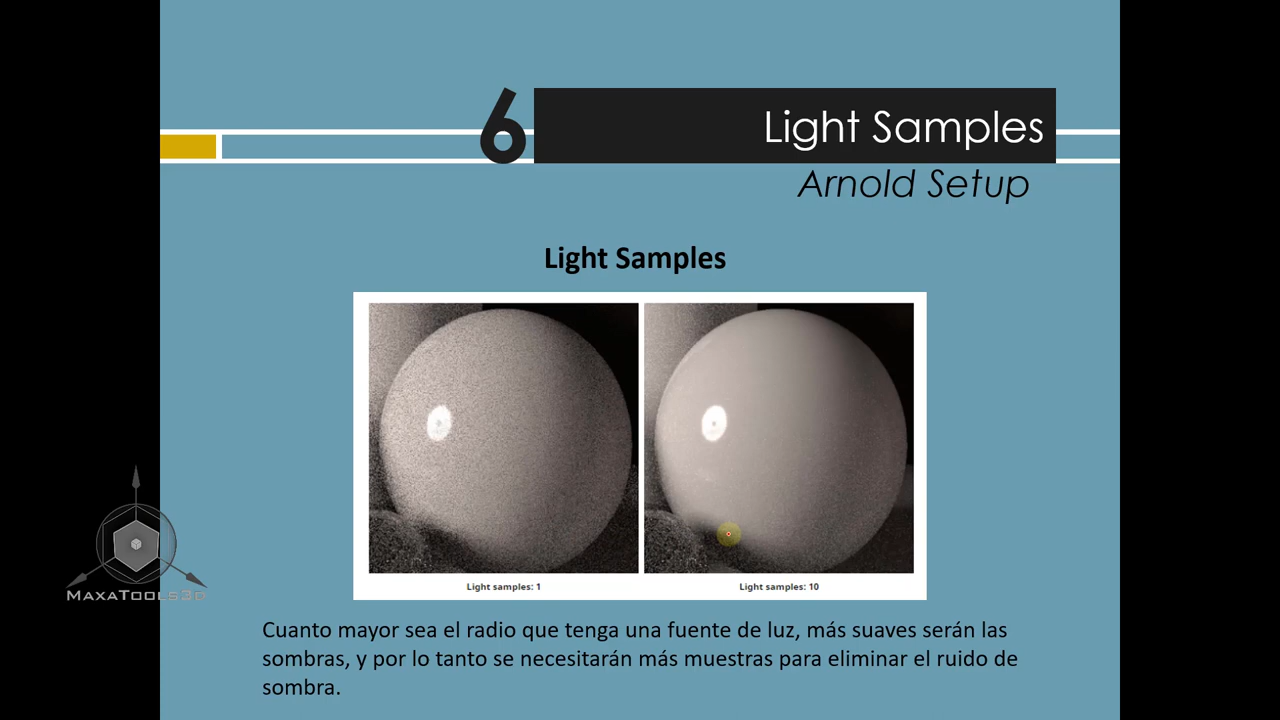 6
Light Samples
Arnold Setup
Light Samples
Light samples: 1
Light samples: 10
MAXATOOLS3D
Cuanto mayor sea el radio que tenga una fuente de luz, más suaves serán las
sombras, y por lo tanto se necesitarán más muestras para eliminar el ruido de
sombra.